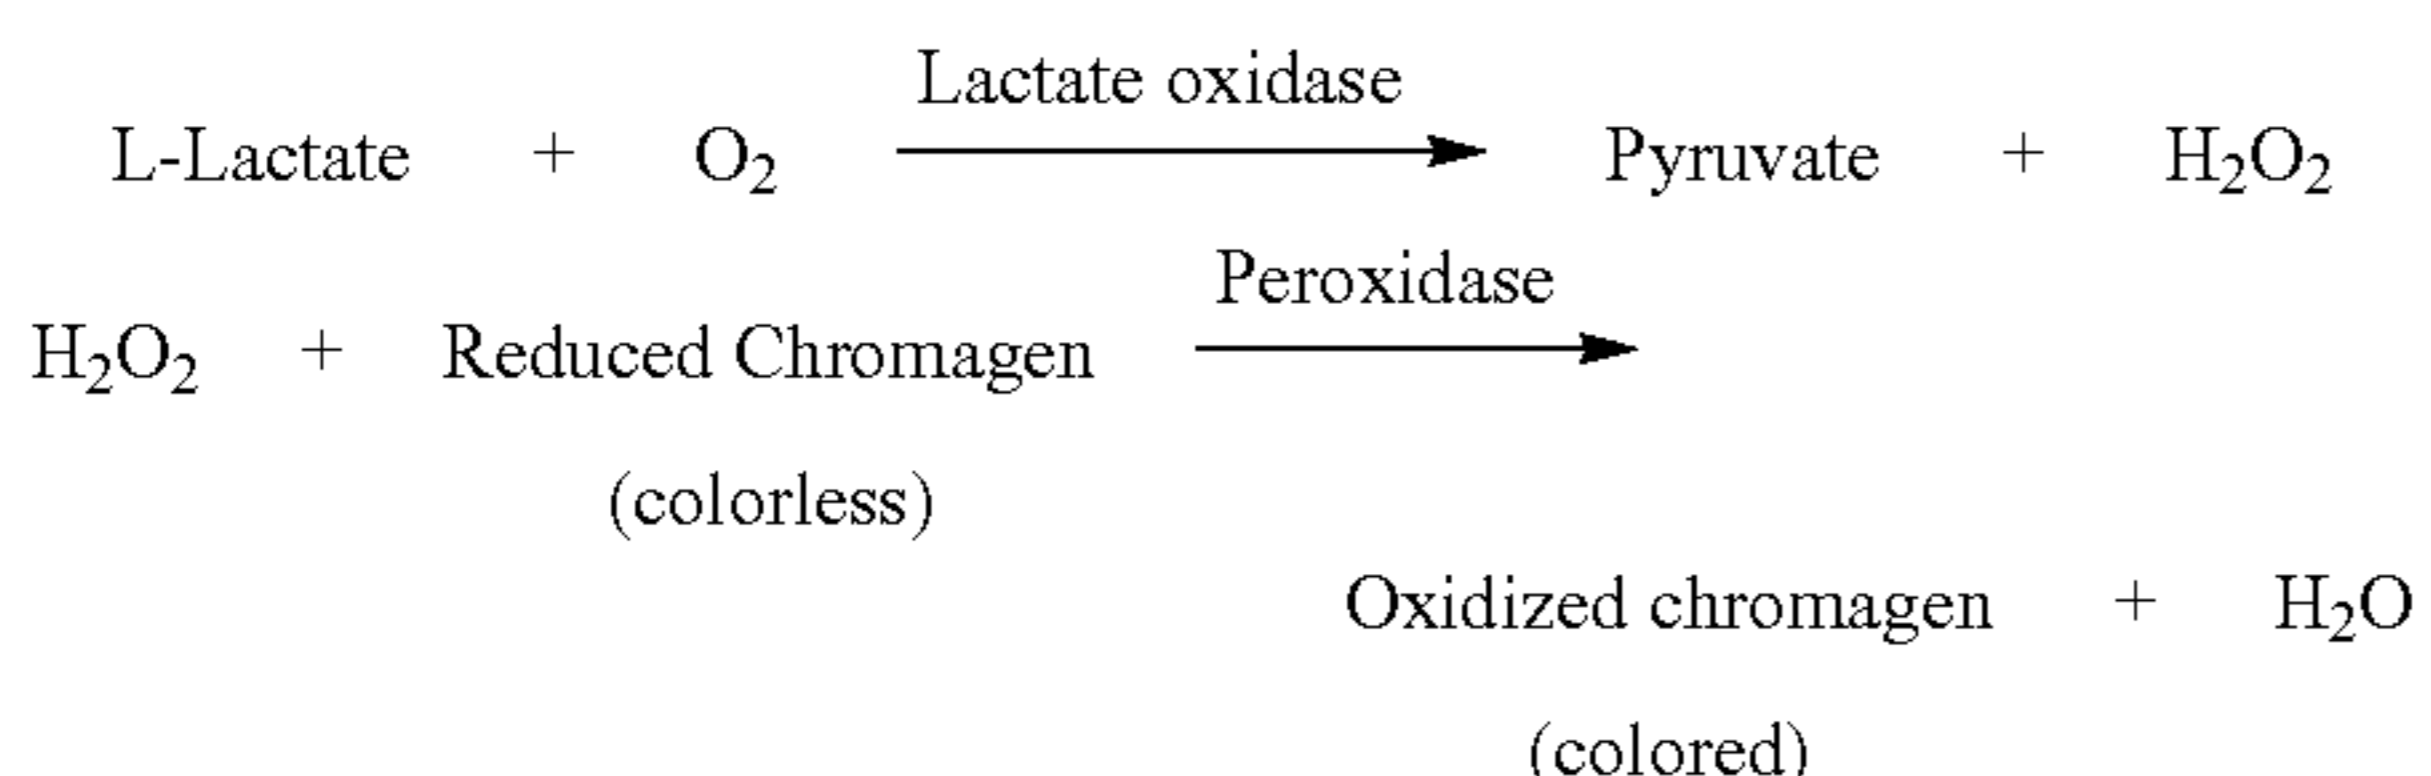 Lactate oxidase
L-Lactate + O₂ → Pyruvate + H₂O₂
Peroxidase
H₂O₂ + Reduced Chromagen →
(colorless)
Oxidized chromagen + H₂O
(colored)